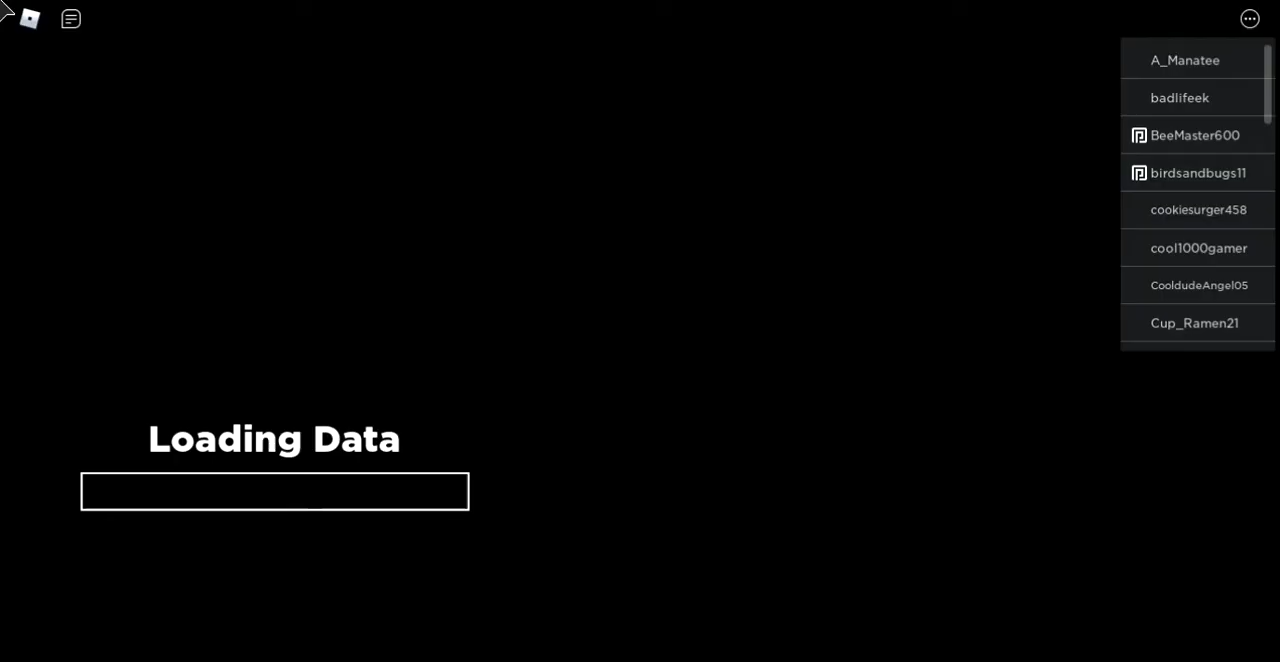 A_Manatee
badlifeek
BeeMaster600
birdsandbugs11
cookiesurger458
cool1000gamer
CooldudeAngel05
Cup_Ramen21
Loading Data